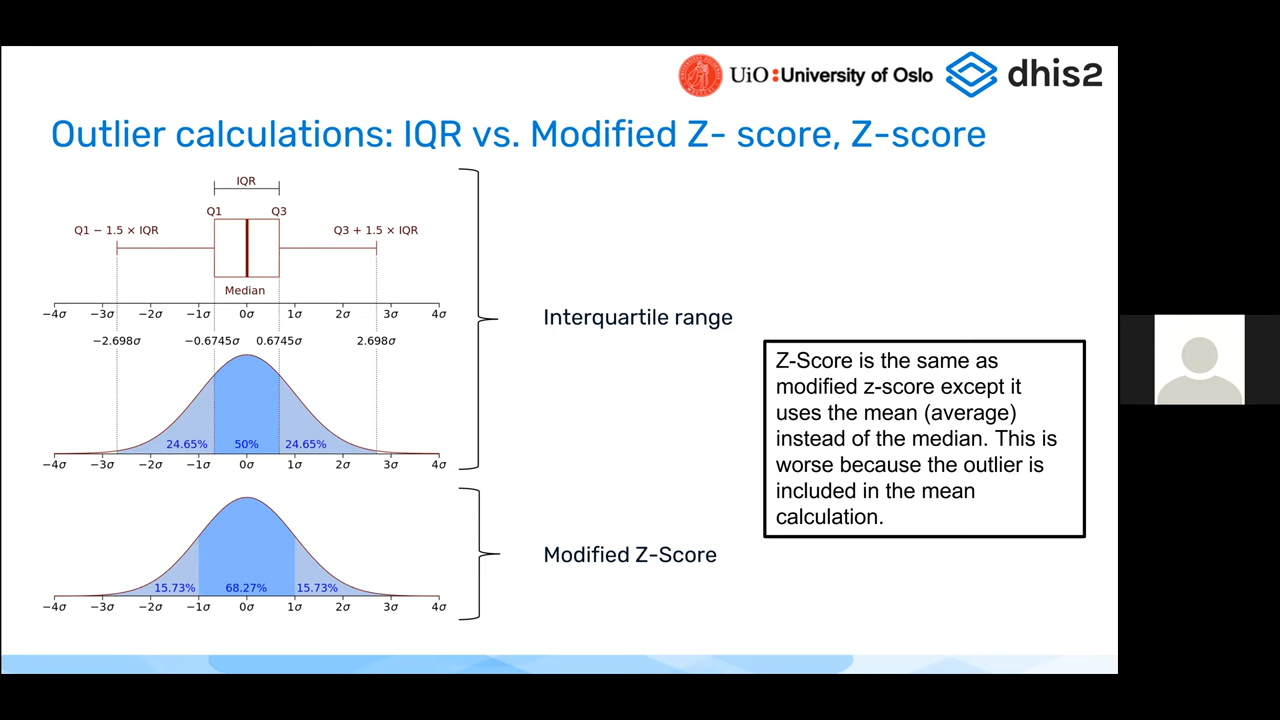 UiO:University of Oslo
dhis2
Outlier calculations: IQR vs. Modified Z- score, Z-score
IQR
Q1 Q3
Q1 − 1.5 × IQR Q3 + 1.5 × IQR
Median
−4σ −3σ −2σ −1σ 0σ 1σ 2σ 3σ 4σ
−2.698σ −0.6745σ 0.6745σ 2.698σ
24.65% 50% 24.65%
−4σ −3σ −2σ −1σ 0σ 1σ 2σ 3σ 4σ
Interquartile range
15.73% 68.27% 15.73%
−4σ −3σ −2σ −1σ 0σ 1σ 2σ 3σ 4σ
Modified Z-Score
Z-Score is the same as
modified z-score except it
uses the mean (average)
instead of the median. This is
worse because the outlier is
included in the mean
calculation.